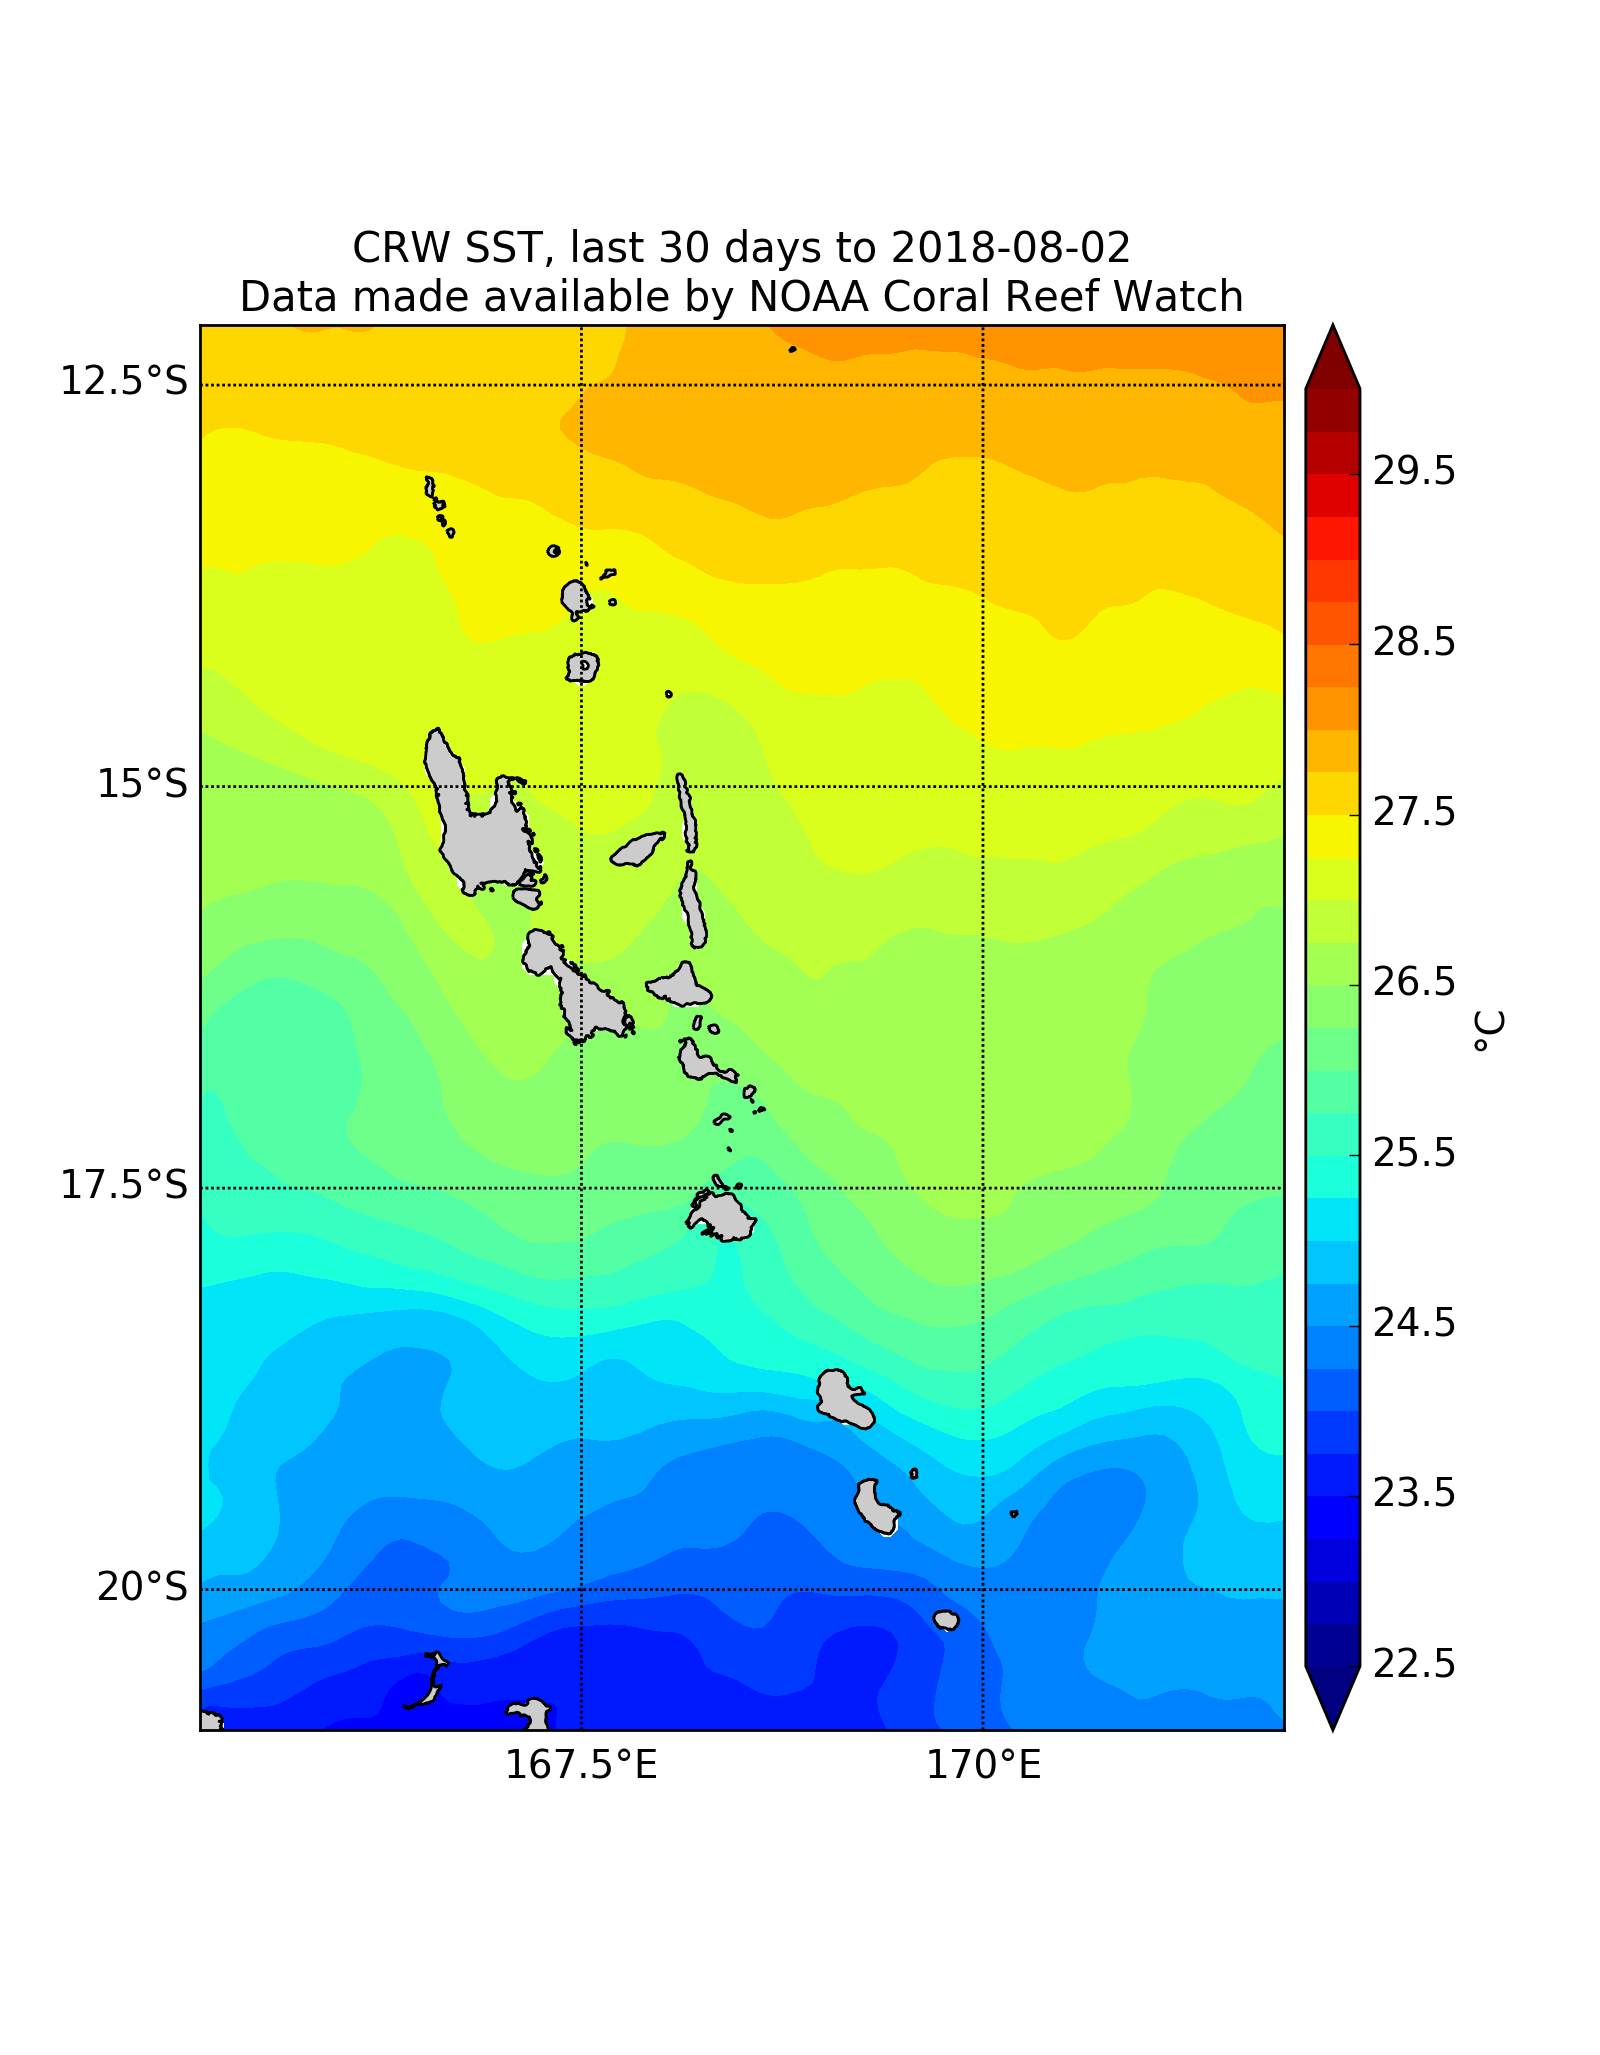 CRW SST, last 30 days to 2018-08-02
Data made available by NOAA Coral Reef Watch
12.5°S
15°S
17.5°S
20°S
167.5°E
170°E
29.5
28.5
27.5
26.5
25.5
24.5
23.5
22.5
°C